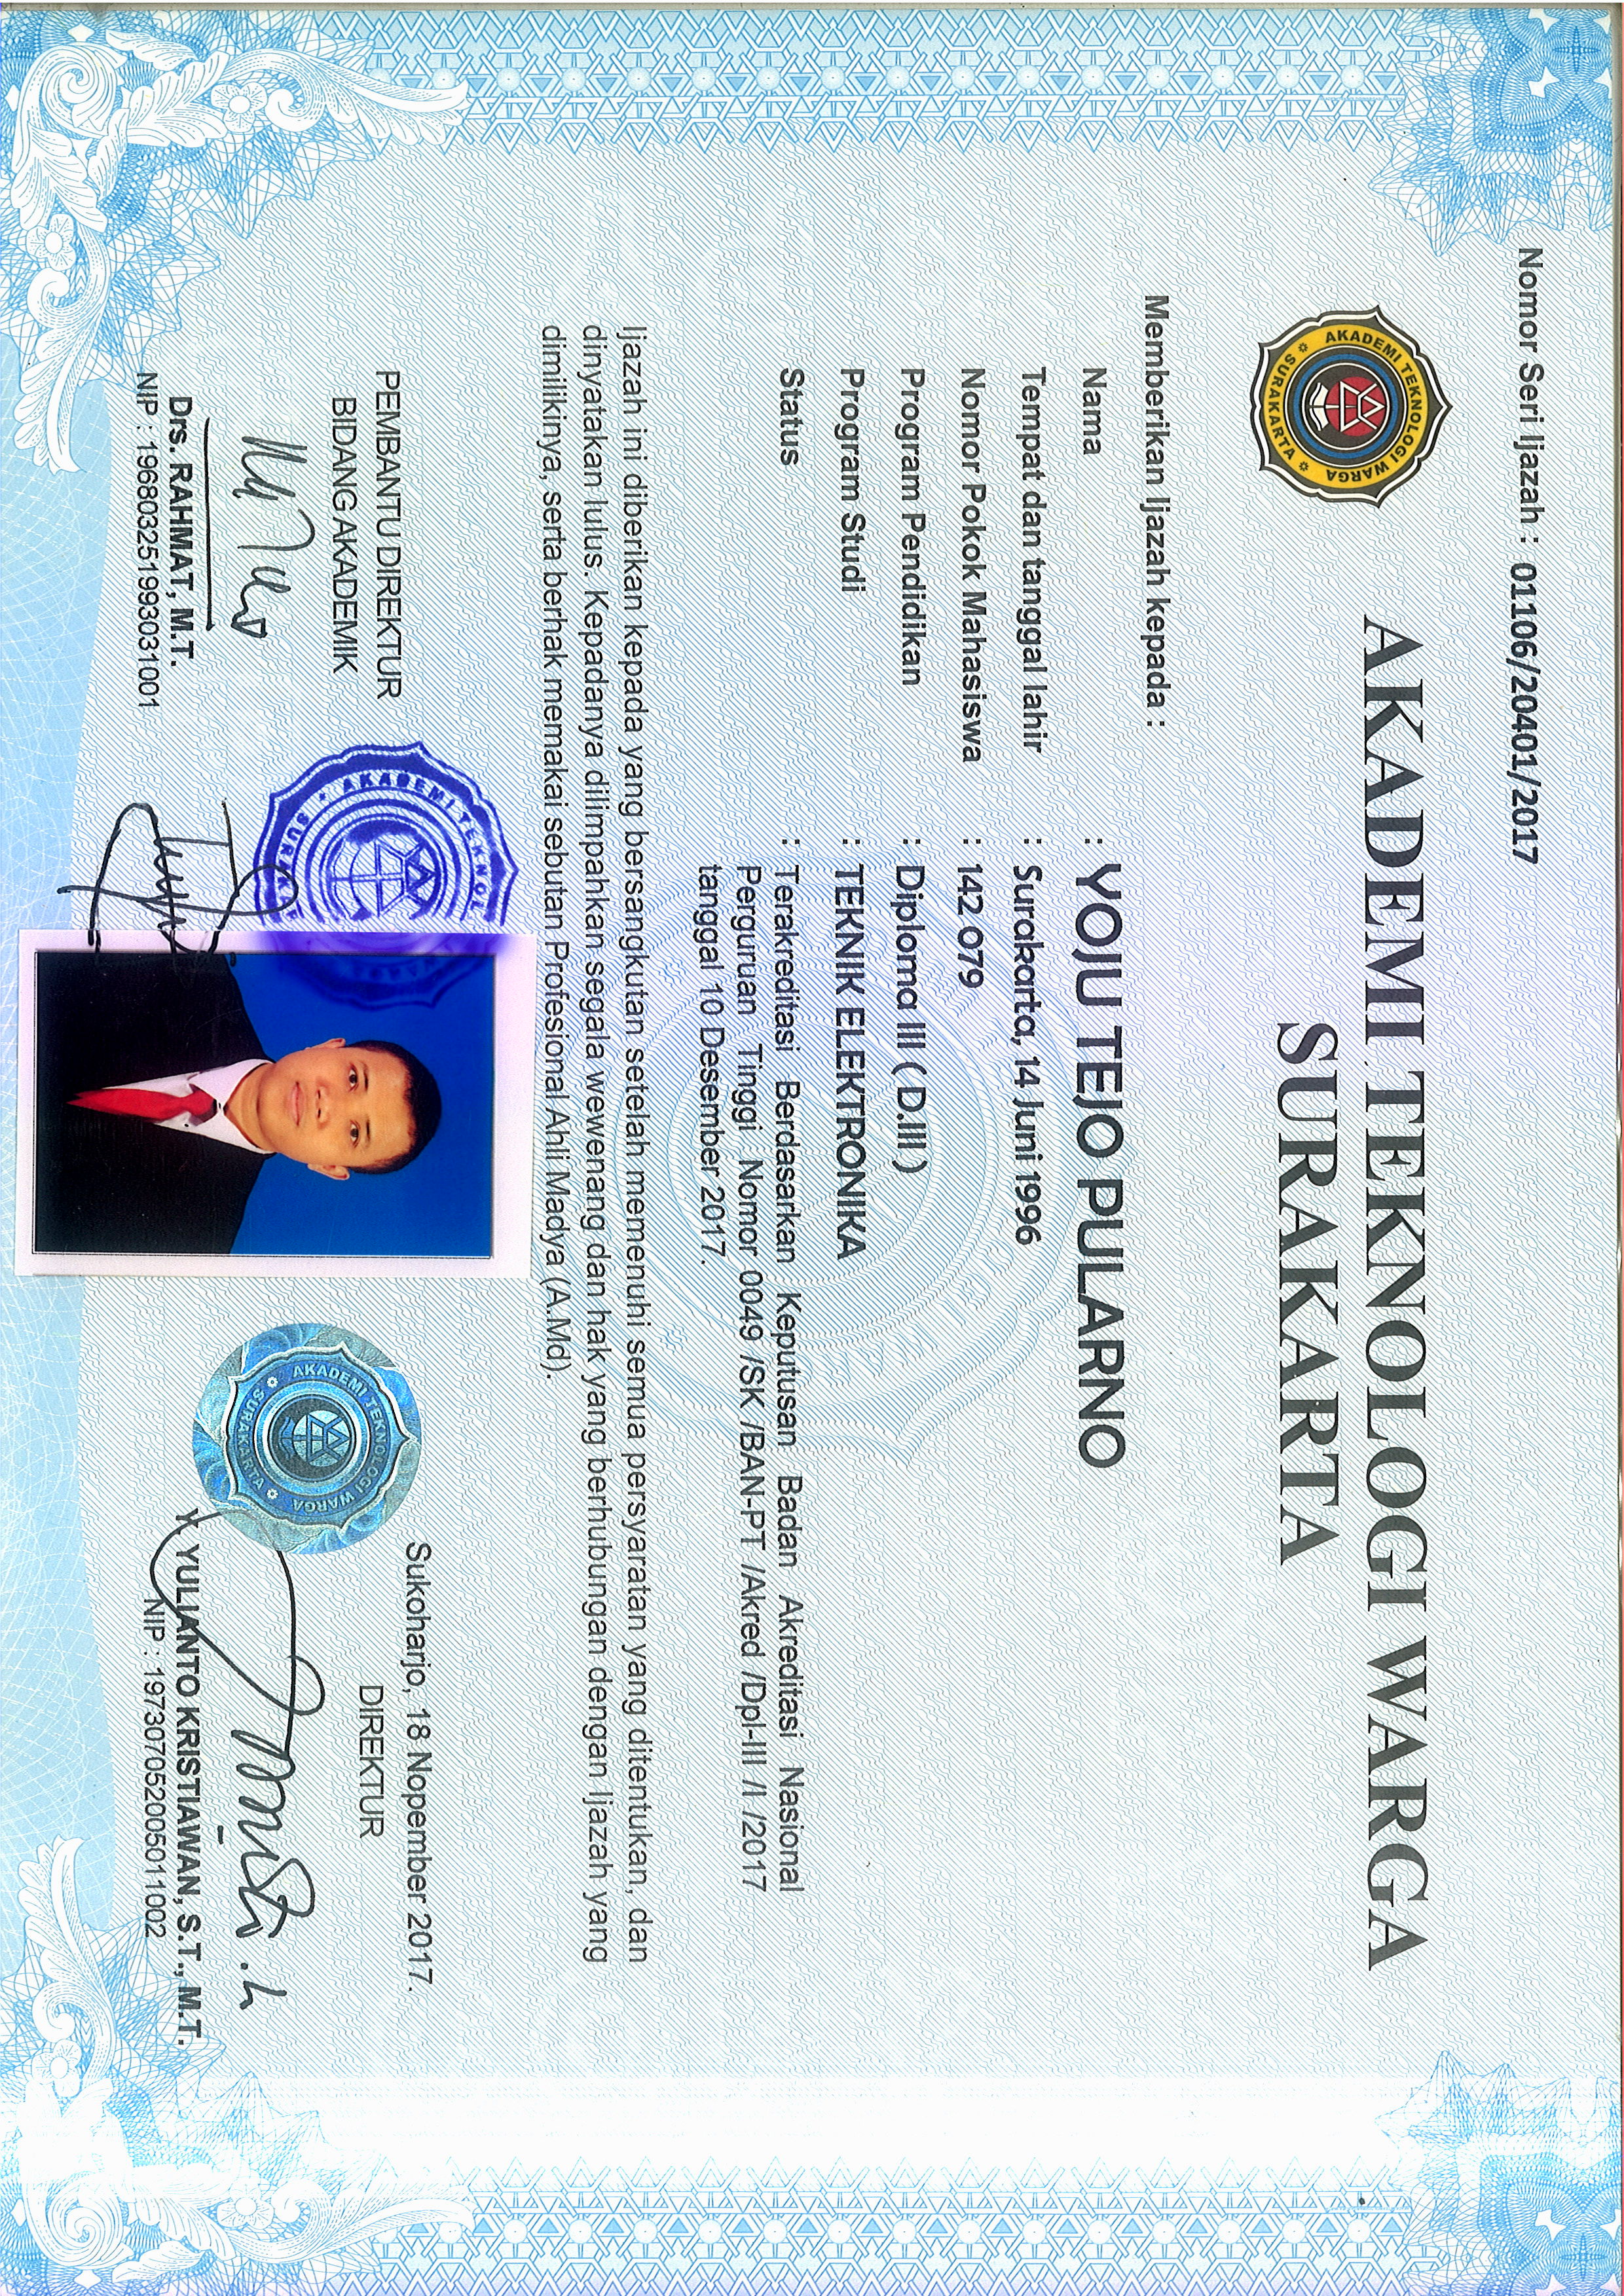 Nomor Seri Ijazah : 01106/20401/2017
AKADEMI TEKNOLOGI WARGA
SURAKARTA
AKADEMI TEKNOLOGI WARGA
SURAKARTA
Memberikan Ijazah kepada :
Nama : YOJU TEJO PULARNO
Tempat dan tanggal lahir : Surakarta, 14 Juni 1996
Nomor Pokok Mahasiswa : 142 079
Program Pendidikan : Diploma III ( D.III )
Program Studi : TEKNIK ELEKTRONIKA
Status : Terakreditasi Berdasarkan Keputusan Badan Akreditasi Nasional
Perguruan Tinggi Nomor 0049 /SK /BAN-PT /Akred /Dpl-III /I /2017
tanggal 10 Desember 2017.
Ijazah ini diberikan kepada yang bersangkutan setelah memenuhi semua persyaratan yang ditentukan, dan
dinyatakan lulus. Kepadanya dilimpahkan segala wewenang dan hak yang berhubungan dengan Ijazah yang
dimilikinya, serta berhak memakai sebutan Profesional Ahli Madya (A.Md).
PEMBANTU DIREKTUR
BIDANG AKADEMIK
Drs. RAHMAT, M.T.
NIP : 196803251993031001
AKADEMI TEKNOL
Sukoharjo, 18 Nopember 2017.
DIREKTUR
AKADEMI TEKNOLOGI WARGA
SURAKARTA
Y. YULIANTO KRISTIAWAN, S.T., M.T.
NIP : 197307052005011002